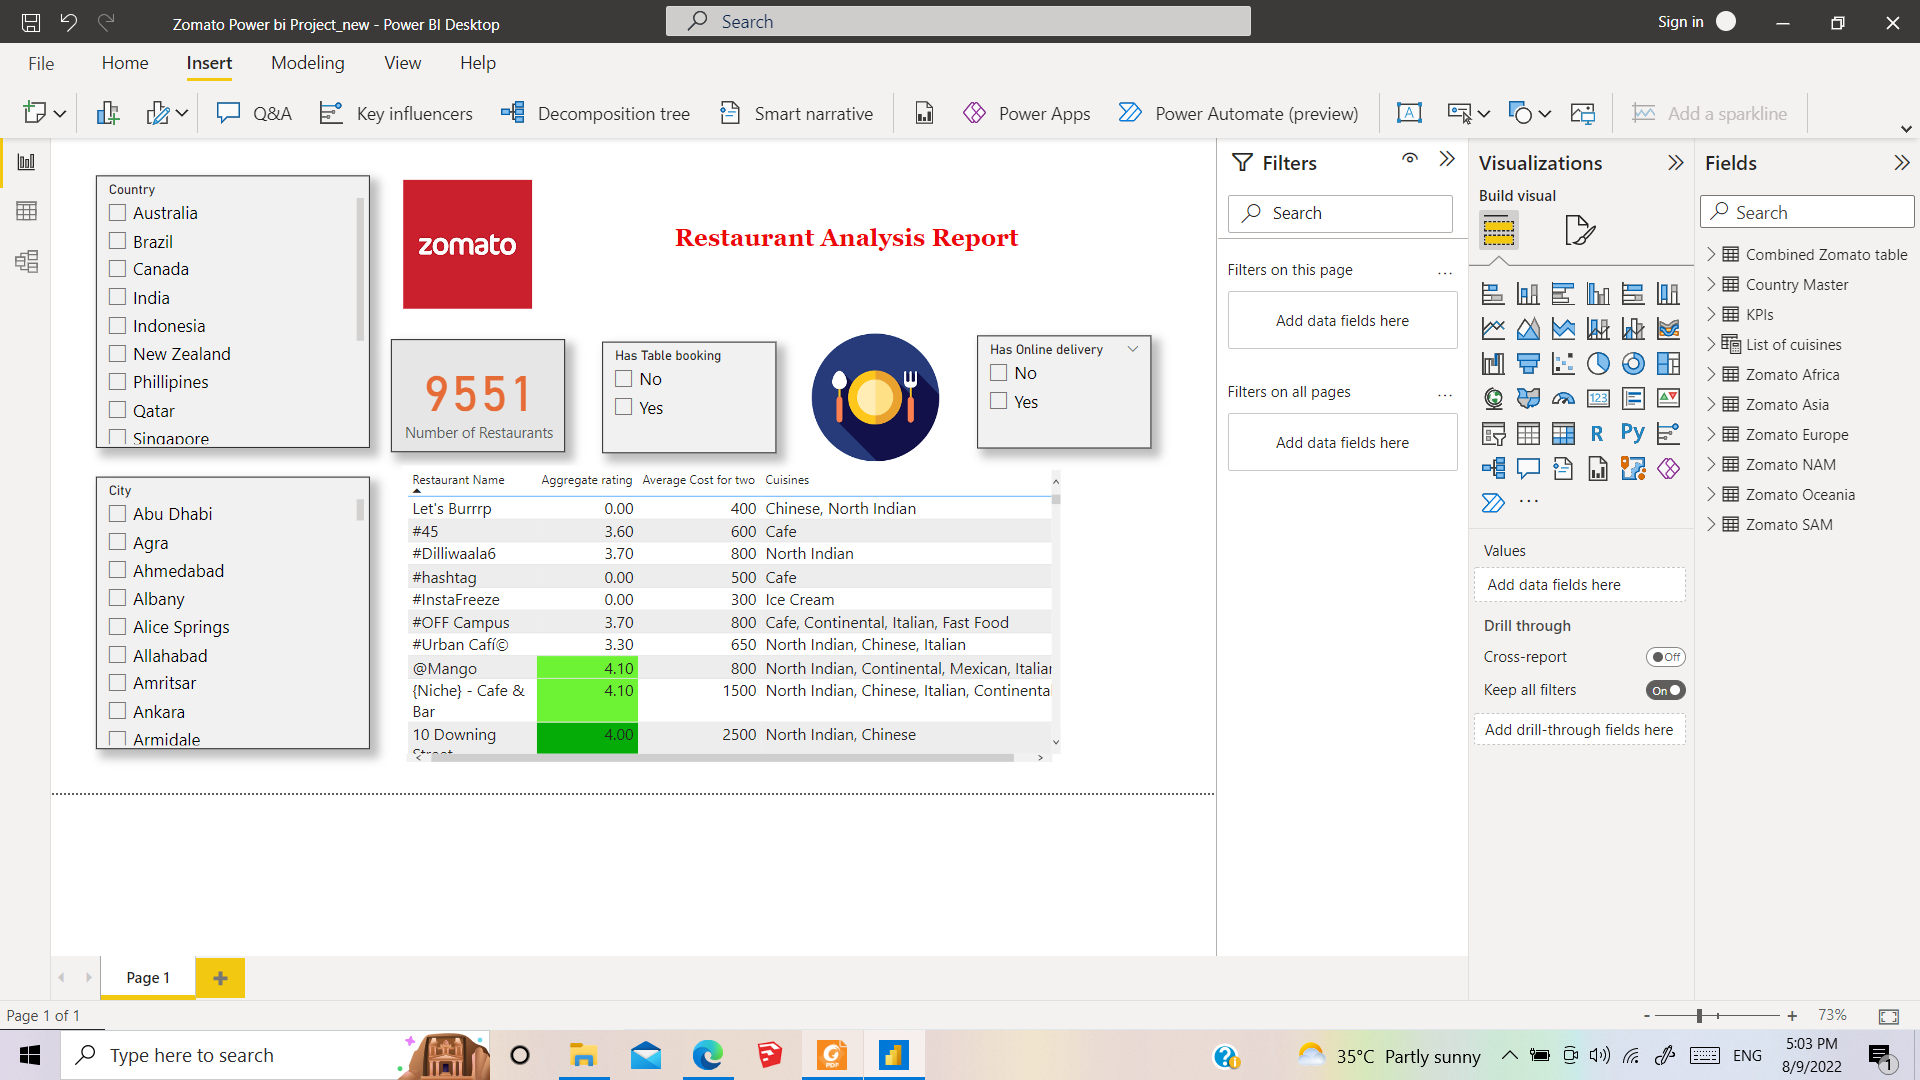 Zomato Power bi Project_new - Power BI Desktop
Search
Sign in
File Home Insert Modeling View Help
Q&A Key influencers Decomposition tree Smart narrative Power Apps Power Automate (preview) Add a sparkline
Country
Australia
Brazil
Canada
India
Indonesia
New Zealand
Phillipines
Qatar
Singapore
zomato
Restaurant Analysis Report
9551
Number of Restaurants
Has Table booking
No
Yes
Has Online delivery
No
Yes
City
Abu Dhabi
Agra
Ahmedabad
Albany
Alice Springs
Allahabad
Amritsar
Ankara
Armidale
Restaurant Name Aggregate rating Average Cost for two Cuisines
Let's Burrrp 0.00 400 Chinese, North Indian
#45 3.60 600 Cafe
#Dilliwaala6 3.70 800 North Indian
#hashtag 0.00 500 Cafe
#InstaFreeze 0.00 300 Ice Cream
#OFF Campus 3.70 800 Cafe, Continental, Italian, Fast Food
#Urban Cafí© 3.30 650 North Indian, Chinese, Italian
@Mango 4.10 800 North Indian, Continental, Mexican, Italian
{Niche} - Cafe & 4.10 1500 North Indian, Chinese, Italian, Continental
Bar
10 Downing 4.00 2500 North Indian, Chinese
Street
Filters
Search
Filters on this page ...
Add data fields here
Filters on all pages ...
Add data fields here
Visualizations
Build visual
123
R Py
...
Values
Add data fields here
Drill through
Cross-report Off
Keep all filters On
Add drill-through fields here
Fields
Search
Combined Zomato table
Country Master
KPIs
List of cuisines
Zomato Africa
Zomato Asia
Zomato Europe
Zomato NAM
Zomato Oceania
Zomato SAM
Page 1 +
Page 1 of 1
- + 73%
Type here to search
PDF
35°C Partly sunny
ENG
5:03 PM
8/9/2022
1